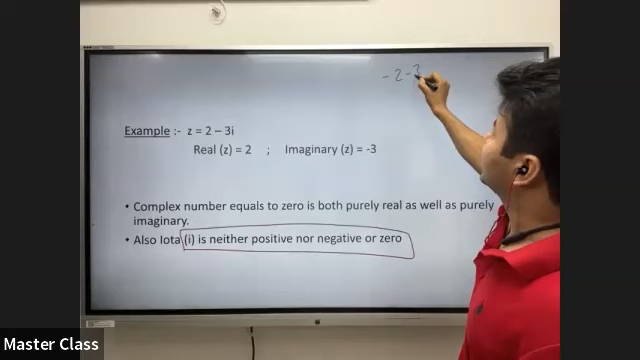 - 2 - 3
Example :- z = 2 – 3i
Real (z) = 2 ; Imaginary (z) = -3
• Complex number equals to zero is both purely real as well as purely
imaginary.
• Also Iota (i) is neither positive nor negative or zero
Master Class